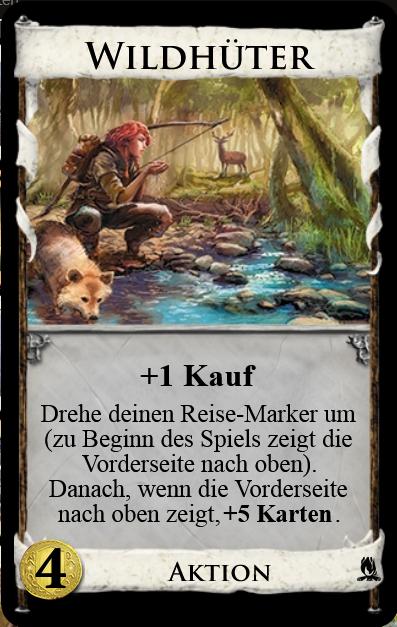 WILDHÜTER
+1 Kauf
Drehe deinen Reise-Marker um
(zu Beginn des Spiels zeigt die
Vorderseite nach oben).
Danach, wenn die Vorderseite
nach oben zeigt, +5 Karten.
4
AKTION